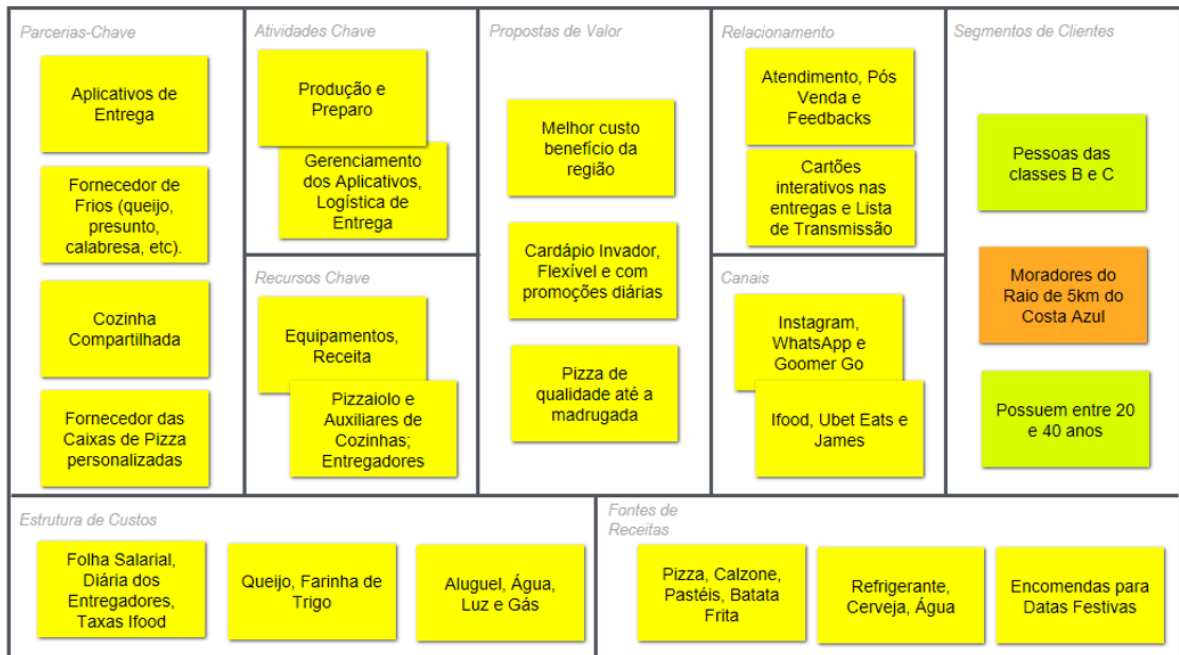 Parcerias-Chave
Aplicativos de
Entrega
Fornecedor de
Frios (queijo,
presunto,
calabresa, etc).
Cozinha
Compartilhada
Fornecedor das
Caixas de Pizza
personalizadas
Atividades Chave
Produção e
Preparo
Gerenciamento
dos Aplicativos,
Logística de
Entrega
Recursos Chave
Equipamentos,
Receita
Pizzaiolo e
Auxiliares de
Cozinhas;
Entregadores
Propostas de Valor
Melhor custo
benefício da
região
Cardápio Invador,
Flexível e com
promoções diárias
Pizza de
qualidade até a
madrugada
Relacionamento
Atendimento, Pós
Venda e
Feedbacks
Cartões
interativos nas
entregas e Lista
de Transmissão
Canais
Instagram,
WhatsApp e
Goomer Go
Ifood, Ubet Eats e
James
Segmentos de Clientes
Pessoas das
classes B e C
Moradores do
Raio de 5km do
Costa Azul
Possuem entre 20
e 40 anos
Estrutura de Custos
Folha Salarial,
Diária dos
Entregadores,
Taxas Ifood
Queijo, Farinha de
Trigo
Aluguel, Água,
Luz e Gás
Fontes de
Receitas
Pizza, Calzone,
Pastéis, Batata
Frita
Refrigerante,
Cerveja, Água
Encomendas para
Datas Festivas